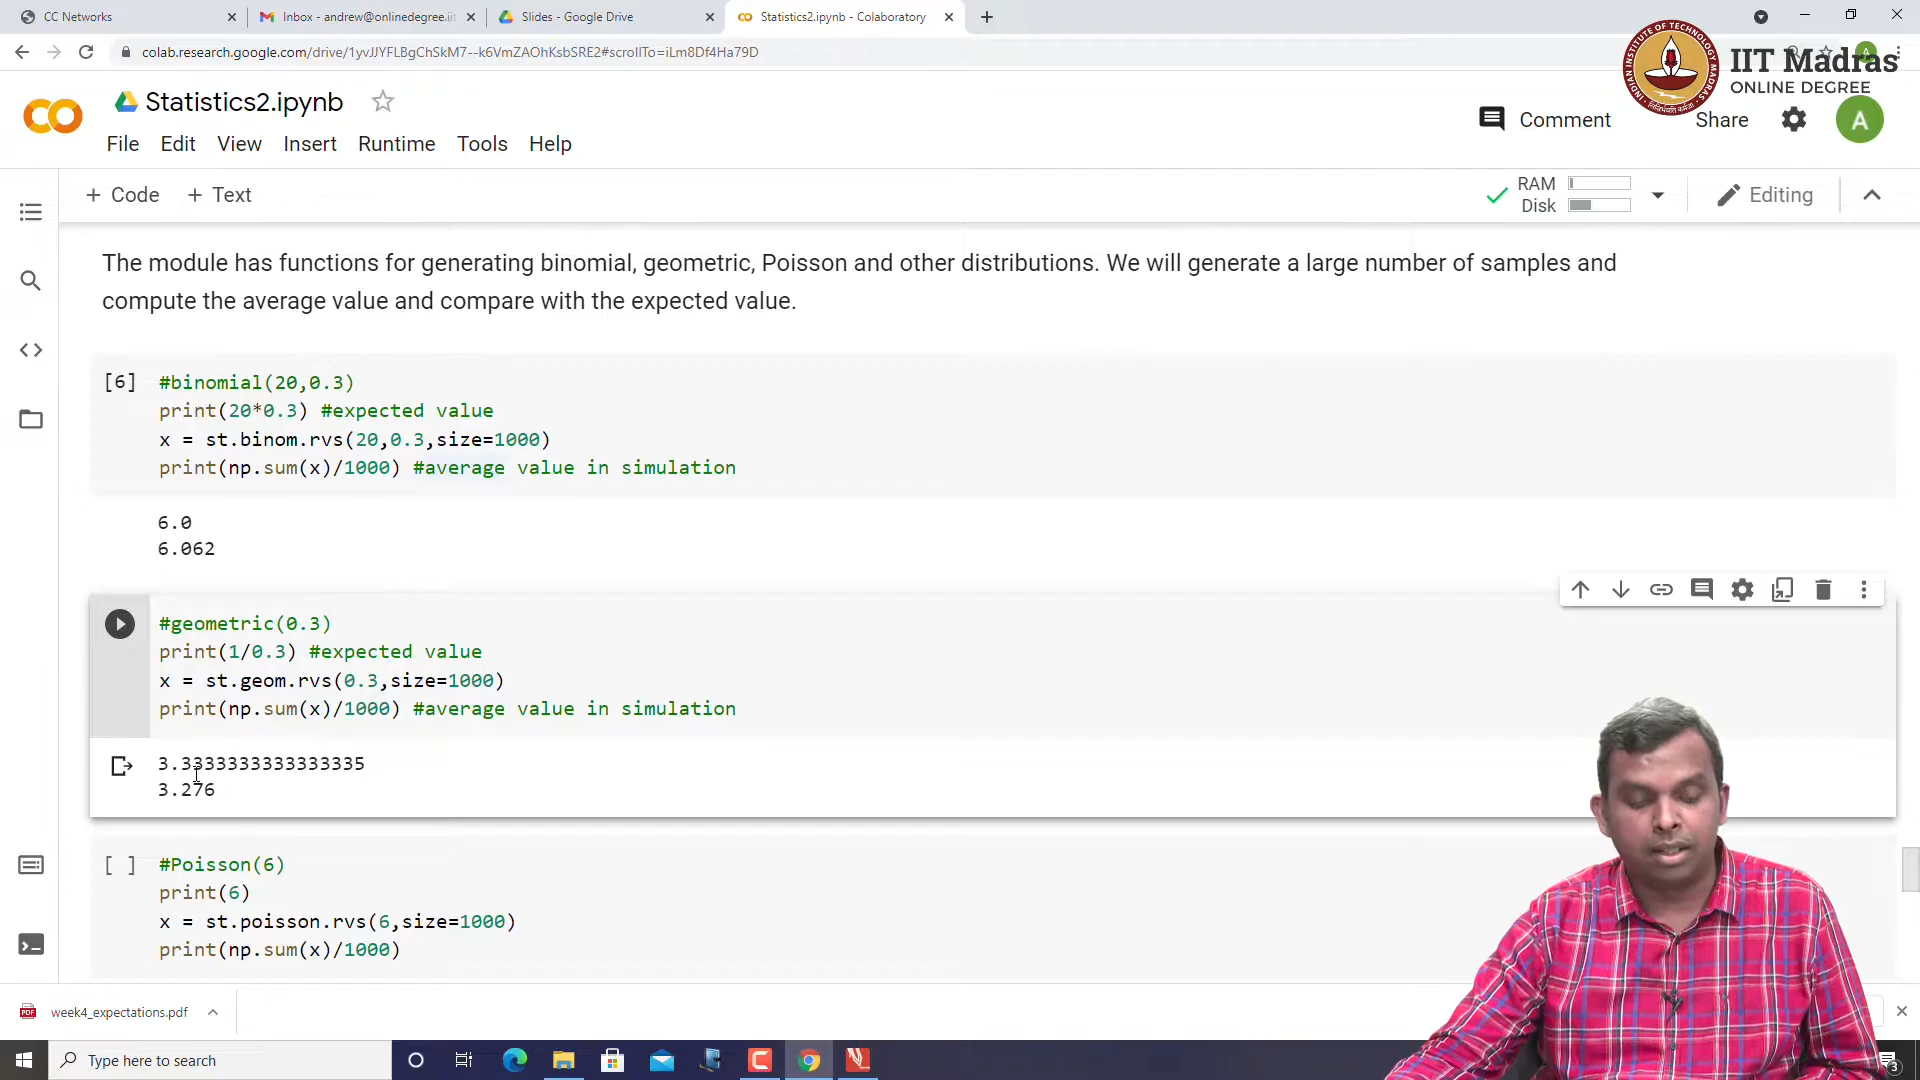 CC Networks
Inbox - andrew@onlinedegree.iit
Slides - Google Drive
Statistics2.ipynb - Colaboratory
colab.research.google.com/drive/1yvJJYFLBgChSkM7--k6VmZAOhKsbSRE2#scrollTo=iLm8Df4Ha79D
IIT Madras
ONLINE DEGREE
Statistics2.ipynb
File Edit View Insert Runtime Tools Help
Comment
Share
A
+ Code + Text
RAM
Disk
Editing
The module has functions for generating binomial, geometric, Poisson and other distributions. We will generate a large number of samples and
compute the average value and compare with the expected value.
[6] #binomial(20,0.3)
print(20*0.3) #expected value
x = st.binom.rvs(20,0.3,size=1000)
print(np.sum(x)/1000) #average value in simulation
6.0
6.062
#geometric(0.3)
print(1/0.3) #expected value
x = st.geom.rvs(0.3,size=1000)
print(np.sum(x)/1000) #average value in simulation
3.3333333333333335
3.276
[ ] #Poisson(6)
print(6)
x = st.poisson.rvs(6,size=1000)
print(np.sum(x)/1000)
week4_expectations.pdf
Type here to search
3